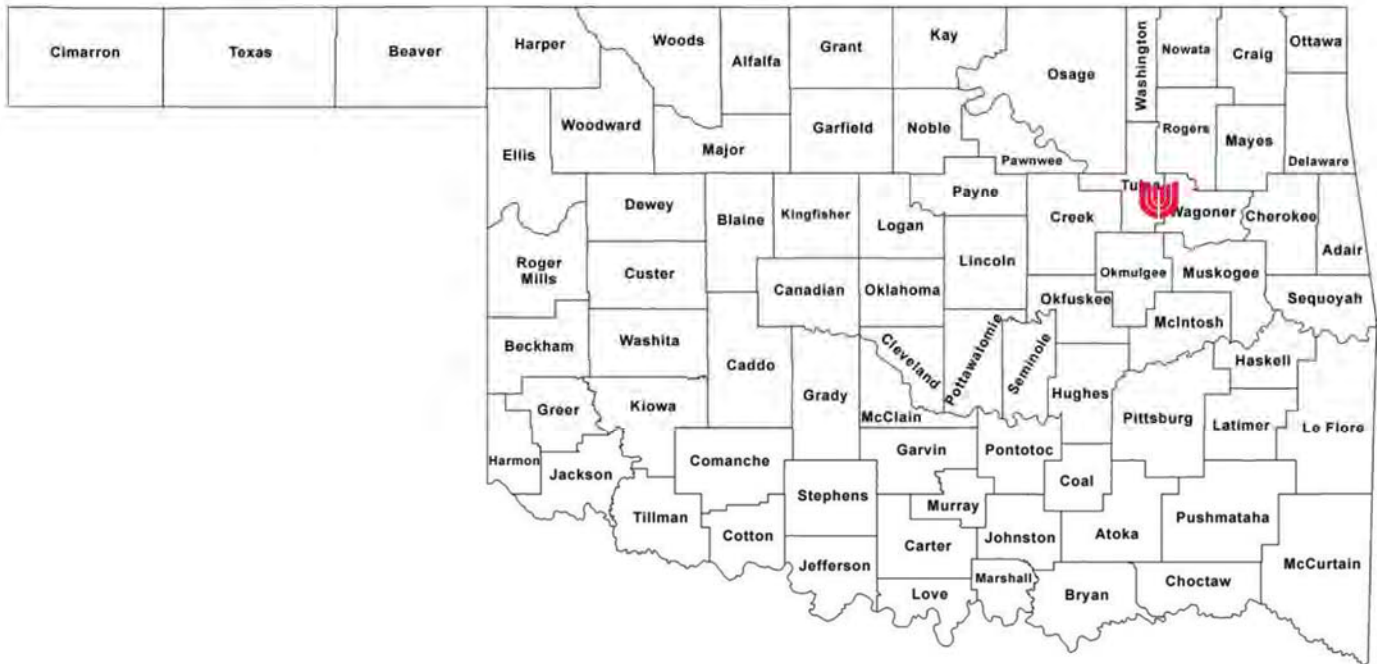 Cimarron
Texas
Beaver
Harper
Woods
Alfalfa
Grant
Kay
Osage
Washington
Nowata
Craig
Ottawa
Ellis
Woodward
Major
Garfield
Noble
Pawnwee
Rogers
Mayes
Delaware
Dewey
Blaine
Kingfisher
Logan
Payne
Creek
Tulsa
Wagoner
Cherokee
Adair
Roger
Mills
Custer
Canadian
Oklahoma
Lincoln
Okmulgee
Muskogee
Sequoyah
Okfuskee
McIntosh
Beckham
Washita
Caddo
Grady
Cleveland
Pottawatomie
Seminole
Hughes
Haskell
Greer
Kiowa
McClain
Pittsburg
Latimer
Le Flore
Harmon
Jackson
Comanche
Garvin
Pontotoc
Coal
Stephens
Murray
Tillman
Cotton
Carter
Johnston
Atoka
Pushmataha
Jefferson
Love
Marshall
Bryan
Choctaw
McCurtain